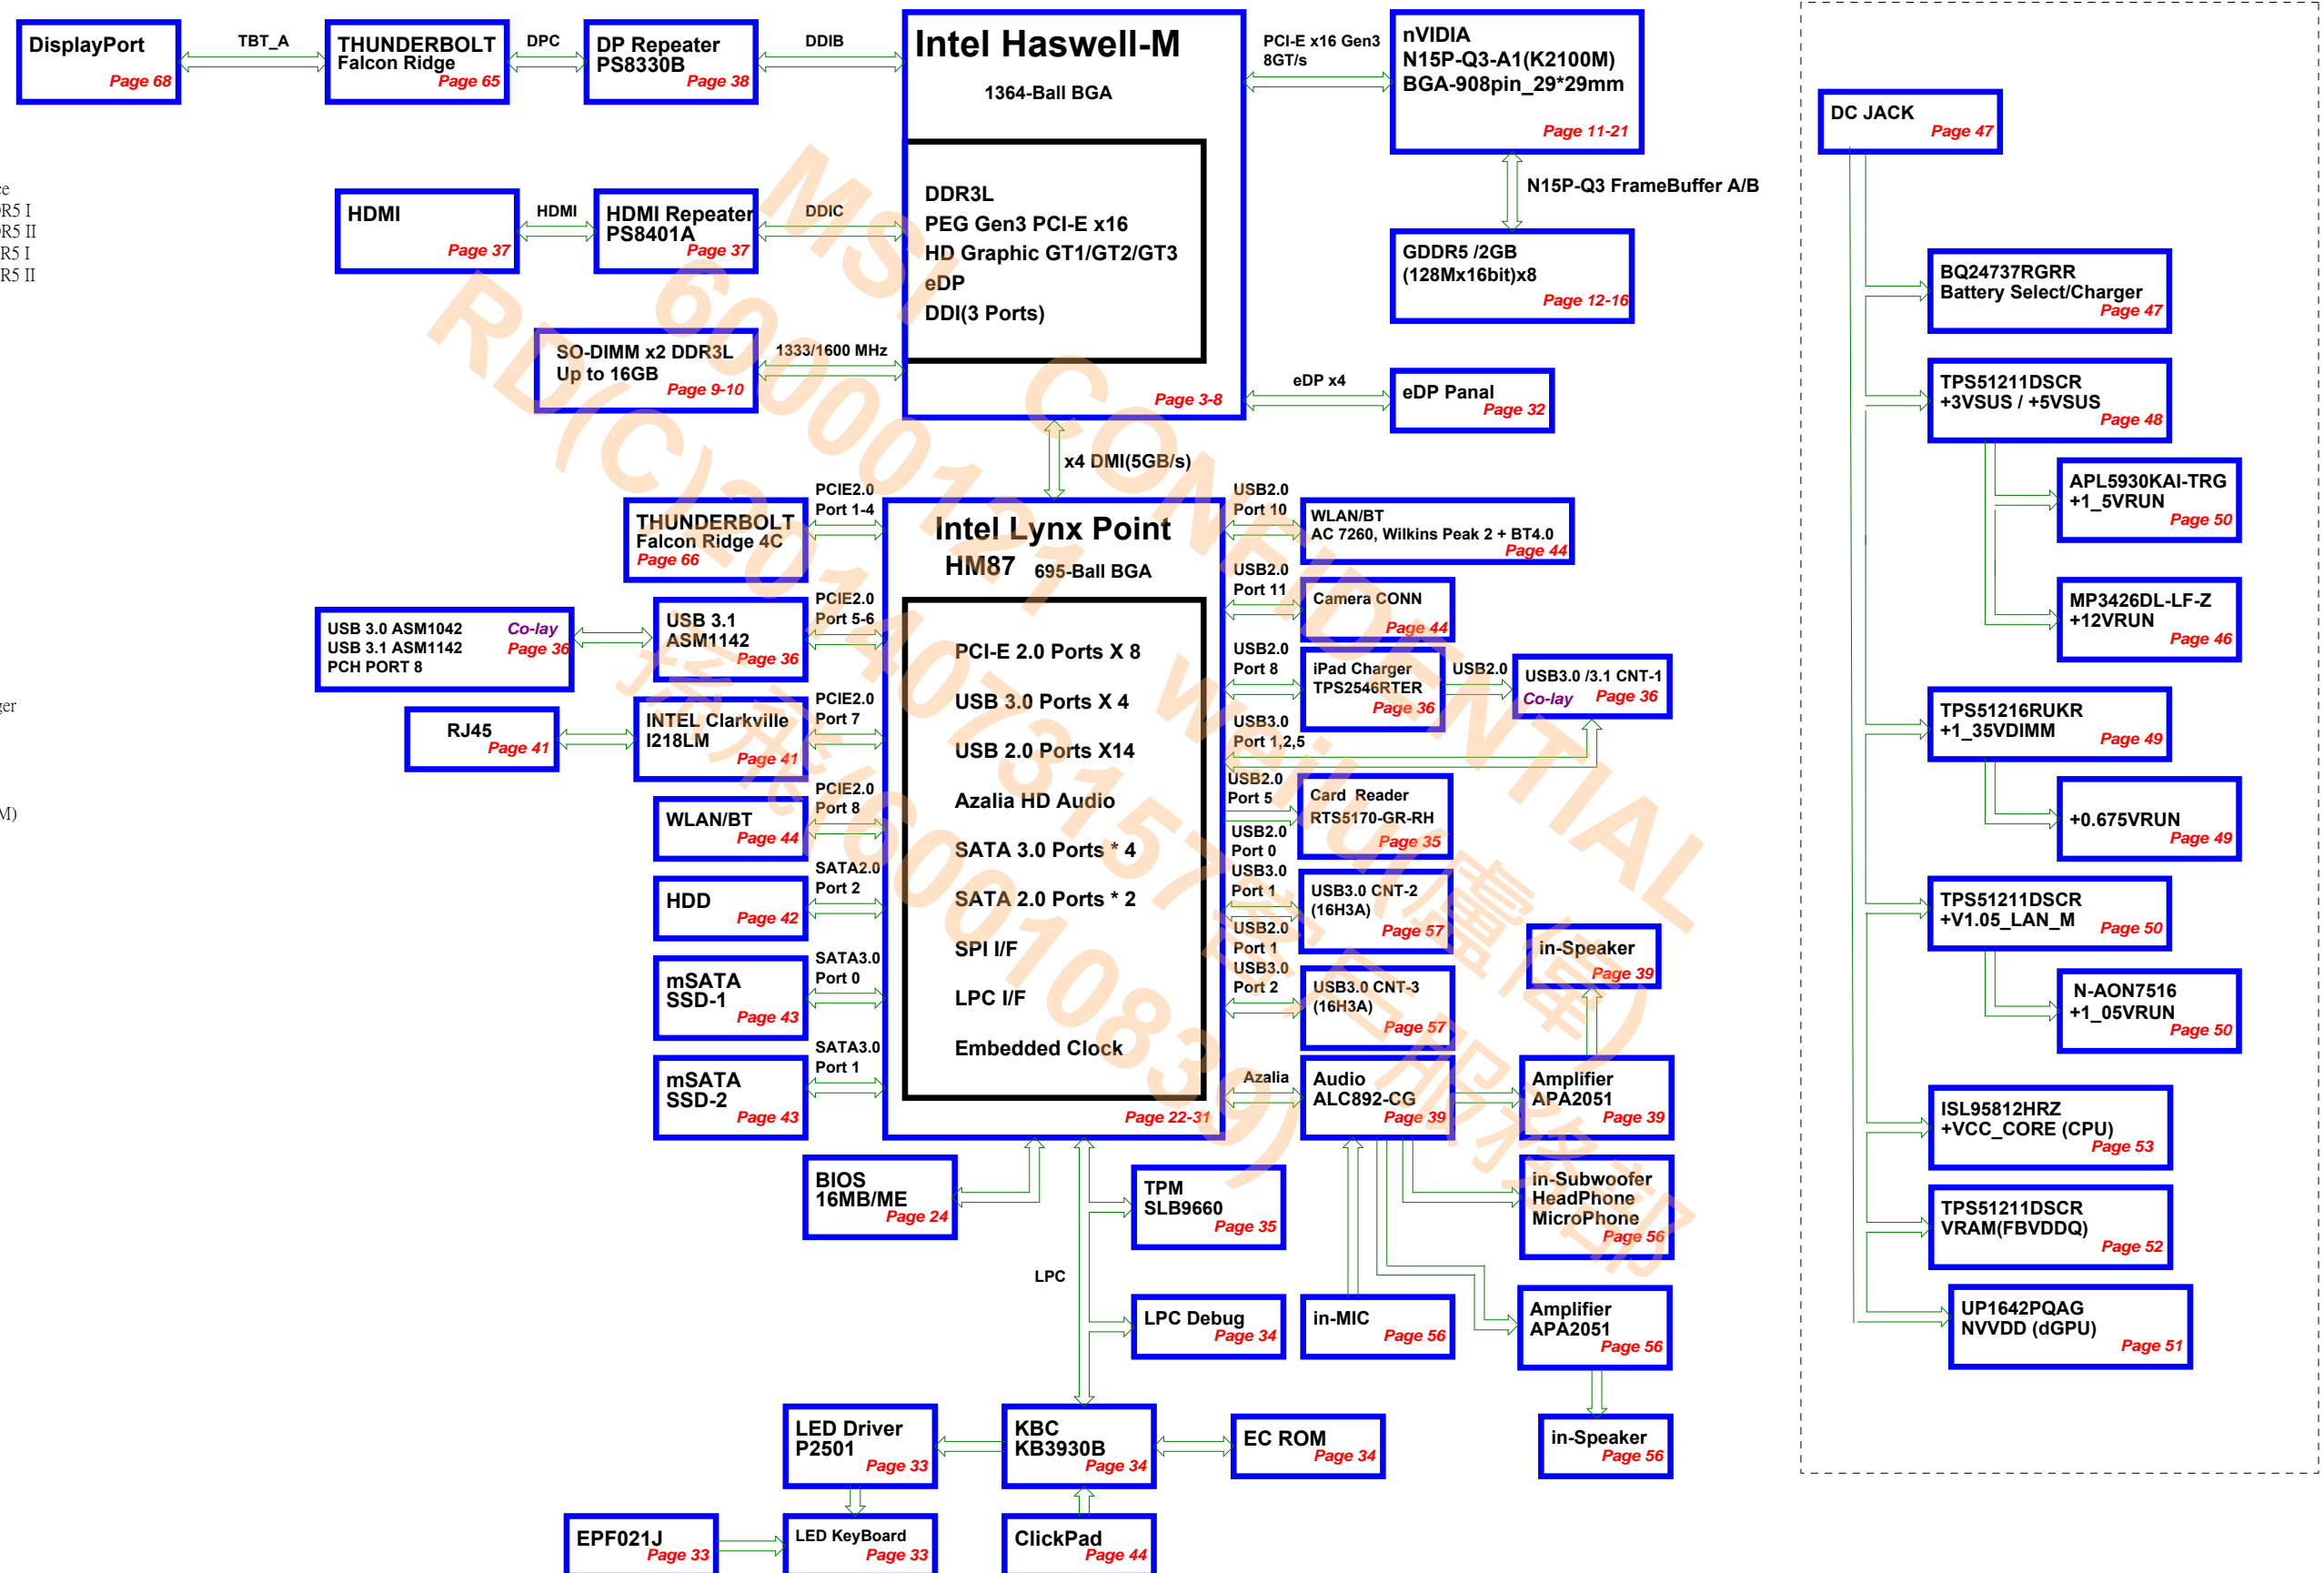 DisplayPort
Page 68
TBT_A
THUNDERBOLT
Falcon Ridge
Page 65
DPC
DP Repeater
PS8330B
Page 38
DDIB
Intel Haswell-M
1364-Ball BGA
DDR3L
PEG Gen3 PCI-E x16
HD Graphic GT1/GT2/GT3
eDP
DDI(3 Ports)
Page 3-8
PCI-E x16 Gen3
8GT/s
nVIDIA
N15P-Q3-A1(K2100M)
BGA-908pin_29*29mm
Page 11-21
N15P-Q3 FrameBuffer A/B
GDDR5 /2GB
(128Mx16bit)x8
Page 12-16
HDMI
Page 37
HDMI
HDMI Repeater
PS8401A
Page 37
DDIC
SO-DIMM x2 DDR3L
Up to 16GB
Page 9-10
1333/1600 MHz
eDP x4
eDP Panal
Page 32
x4 DMI(5GB/s)
R5 I
R5 II
R5 I
R5 II
ger
M)
Intel Lynx Point
HM87 695-Ball BGA
PCI-E 2.0 Ports X 8
USB 3.0 Ports X 4
USB 2.0 Ports X14
Azalia HD Audio
SATA 3.0 Ports * 4
SATA 2.0 Ports * 2
SPI I/F
LPC I/F
Embedded Clock
Page 22-31
PCIE2.0
Port 1-4
THUNDERBOLT
Falcon Ridge 4C
Page 66
PCIE2.0
Port 5-6
USB 3.1
ASM1142
Page 36
USB 3.0 ASM1042 Co-lay
USB 3.1 ASM1142 Page 36
PCH PORT 8
PCIE2.0
Port 7
INTEL Clarkville
I218LM
Page 41
RJ45
Page 41
PCIE2.0
Port 8
WLAN/BT
Page 44
SATA2.0
Port 2
HDD
Page 42
SATA3.0
Port 0
mSATA
SSD-1
Page 43
SATA3.0
Port 1
mSATA
SSD-2
Page 43
USB2.0
Port 10
WLAN/BT
AC 7260, Wilkins Peak 2 + BT4.0
Page 44
USB2.0
Port 11
Camera CONN
Page 44
USB2.0
Port 8
iPad Charger
TPS2546RTER
Page 36
USB2.0
USB3.0 /3.1 CNT-1
Co-lay Page 36
USB3.0
Port 1,2,5
USB2.0
Port 5
Card Reader
RTS5170-GR-RH
Page 35
USB2.0
Port 0
USB3.0
Port 1
USB3.0 CNT-2
(16H3A)
Page 57
USB2.0
Port 1
USB3.0
Port 2
USB3.0 CNT-3
(16H3A)
Page 57
in-Speaker
Page 39
Azalia
Audio
ALC892-CG
Page 39
Amplifier
APA2051
Page 39
in-Subwoofer
HeadPhone
MicroPhone
Page 56
BIOS
16MB/ME
Page 24
TPM
SLB9660
Page 35
LPC
LPC Debug
Page 34
in-MIC
Page 56
Amplifier
APA2051
Page 56
in-Speaker
Page 56
LED Driver
P2501
Page 33
KBC
KB3930B
Page 34
EC ROM
Page 34
EPF021J
Page 33
LED KeyBoard
Page 33
ClickPad
Page 44
DC JACK
Page 47
BQ24737RGRR
Battery Select/Charger
Page 47
TPS51211DSCR
+3VSUS / +5VSUS
Page 48
APL5930KAI-TRG
+1_5VRUN
Page 50
MP3426DL-LF-Z
+12VRUN
Page 46
TPS51216RUKR
+1_35VDIMM
Page 49
+0.675VRUN
Page 49
TPS51211DSCR
+V1.05_LAN_M
Page 50
N-AON7516
+1_05VRUN
Page 50
ISL95812HRZ
+VCC_CORE (CPU)
Page 53
TPS51211DSCR
VRAM(FBVDDQ)
Page 52
UP1642PQAG
NVVDD (dGPU)
Page 51
MSI CONFIDENTIAL